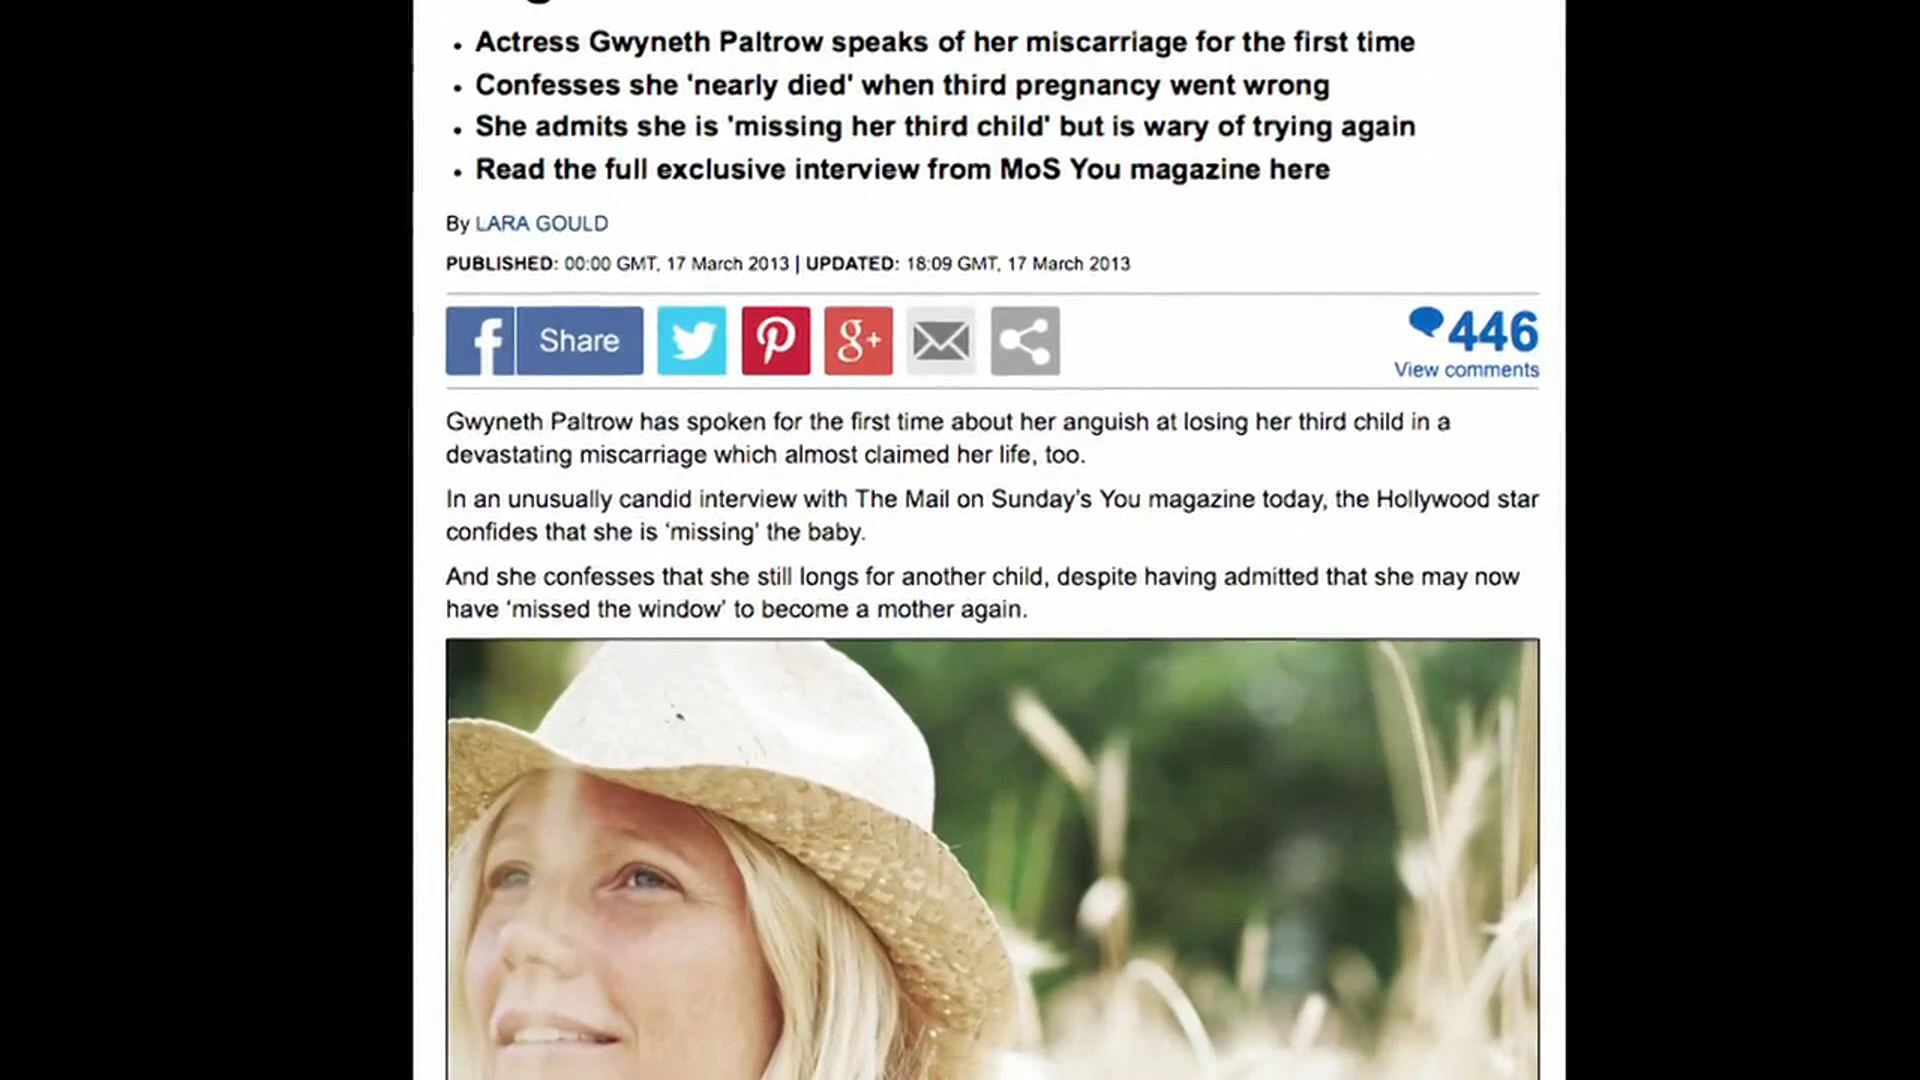 • Actress Gwyneth Paltrow speaks of her miscarriage for the first time
• Confesses she 'nearly died' when third pregnancy went wrong
• She admits she is 'missing her third child' but is wary of trying again
• Read the full exclusive interview from MoS You magazine here
By LARA GOULD
PUBLISHED: 00:00 GMT, 17 March 2013 | UPDATED: 18:09 GMT, 17 March 2013
f Share g+ 446
View comments
Gwyneth Paltrow has spoken for the first time about her anguish at losing her third child in a
devastating miscarriage which almost claimed her life, too.
In an unusually candid interview with The Mail on Sunday’s You magazine today, the Hollywood star
confides that she is ‘missing’ the baby.
And she confesses that she still longs for another child, despite having admitted that she may now
have ‘missed the window’ to become a mother again.